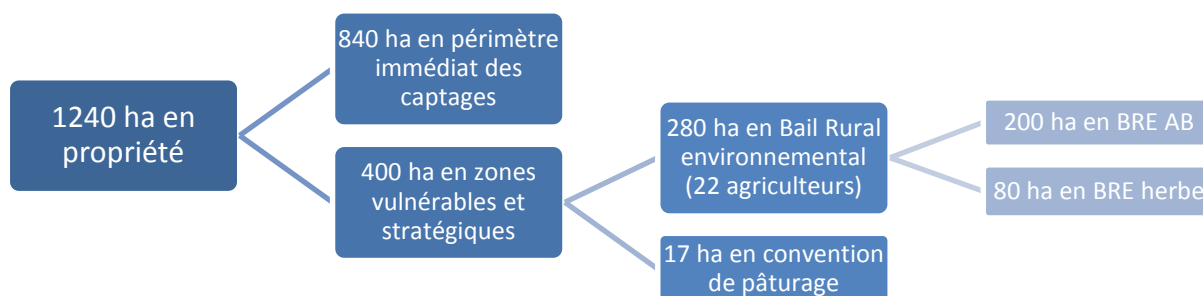 1240 ha en
propriété
840 ha en périmètre
immédiat des
captages
400 ha en zones
vulnérables et
stratégiques
280 ha en Bail Rural
environnemental
(22 agriculteurs)
17 ha en convention
de pâturage
200 ha en BRE AB
80 ha en BRE herbe